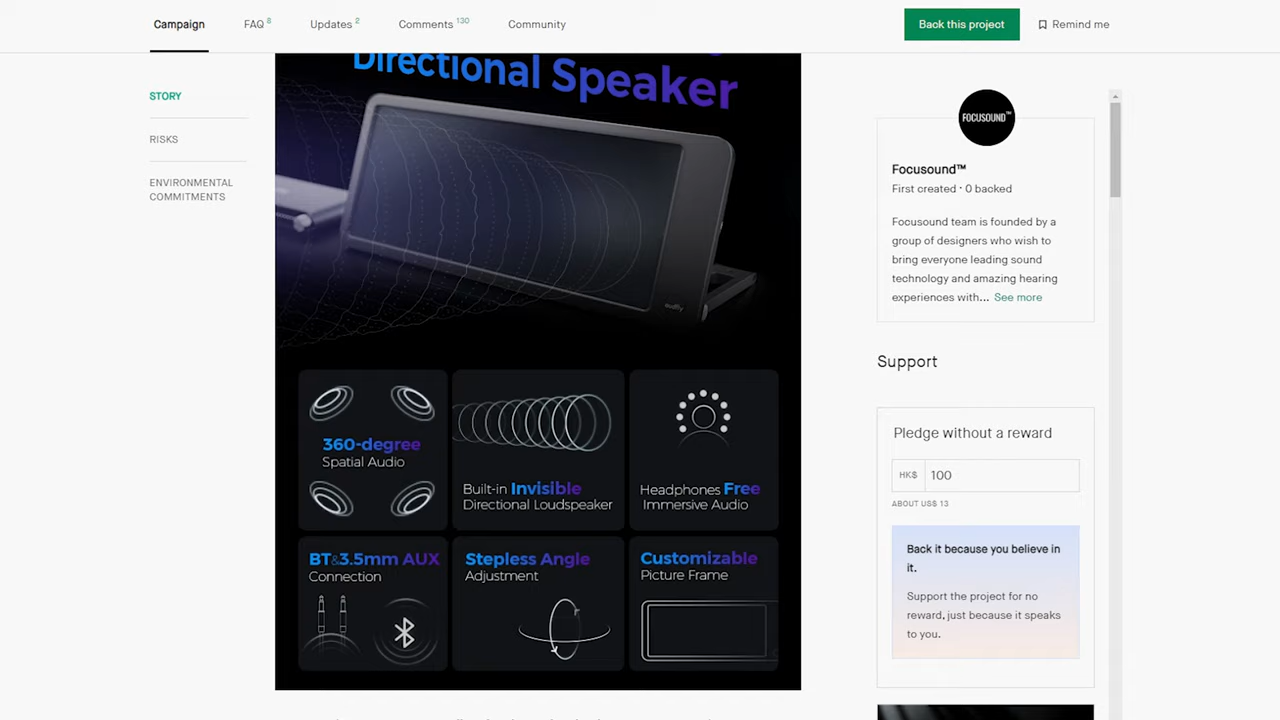 Campaign
FAQ 8
Updates 2
Comments 130
Community
Back this project
Remind me
STORY
RISKS
ENVIRONMENTAL
COMMITMENTS
Directional Speaker
360-degree
Spatial Audio
Built-in Invisible
Directional Loudspeaker
Headphones Free
Immersive Audio
BT&3.5mm AUX
Connection
Stepless Angle
Adjustment
Customizable
Picture Frame
FOCUSOUND™
Focusound™
First created · 0 backed
Focusound team is founded by a
group of designers who wish to
bring everyone leading sound
technology and amazing hearing
experiences with... See more
Support
Pledge without a reward
HK$ 100
ABOUT US$ 13
Back it because you believe in
it.
Support the project for no
reward, just because it speaks
to you.